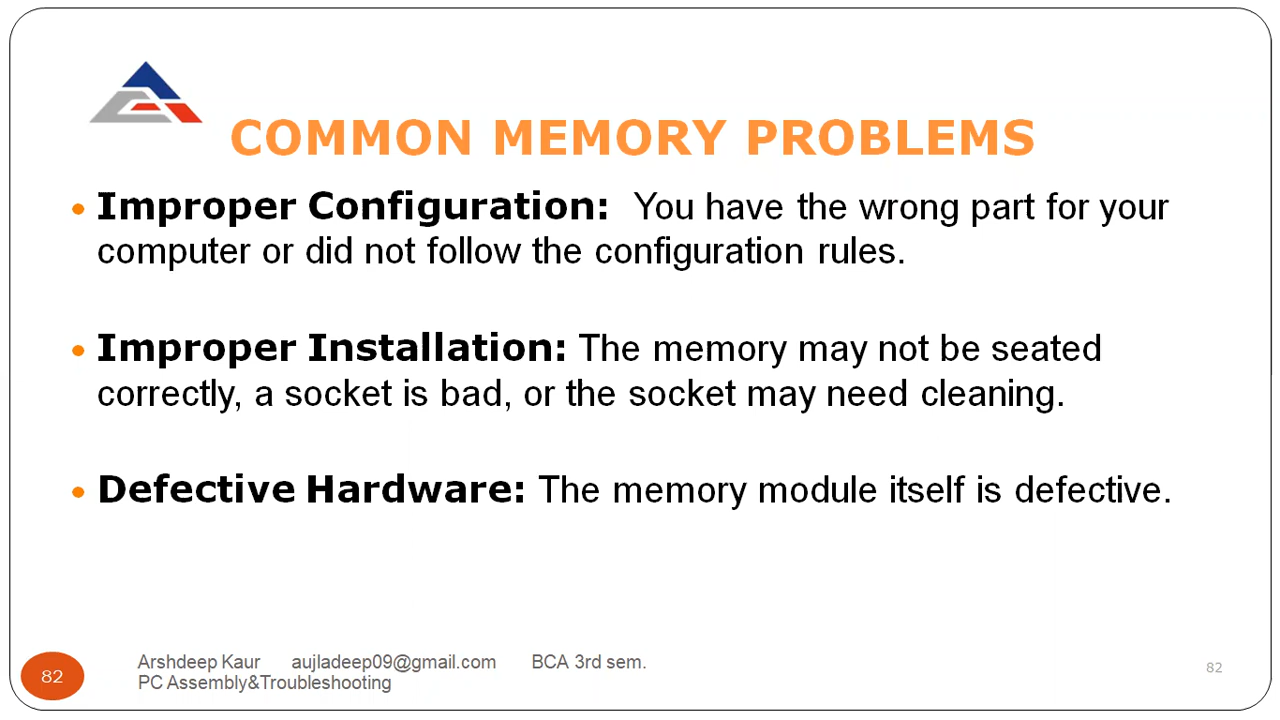 COMMON MEMORY PROBLEMS
• Improper Configuration: You have the wrong part for your
computer or did not follow the configuration rules.
• Improper Installation: The memory may not be seated
correctly, a socket is bad, or the socket may need cleaning.
• Defective Hardware: The memory module itself is defective.
82
Arshdeep Kaur aujladeep09@gmail.com BCA 3rd sem.
PC Assembly&Troubleshooting
82